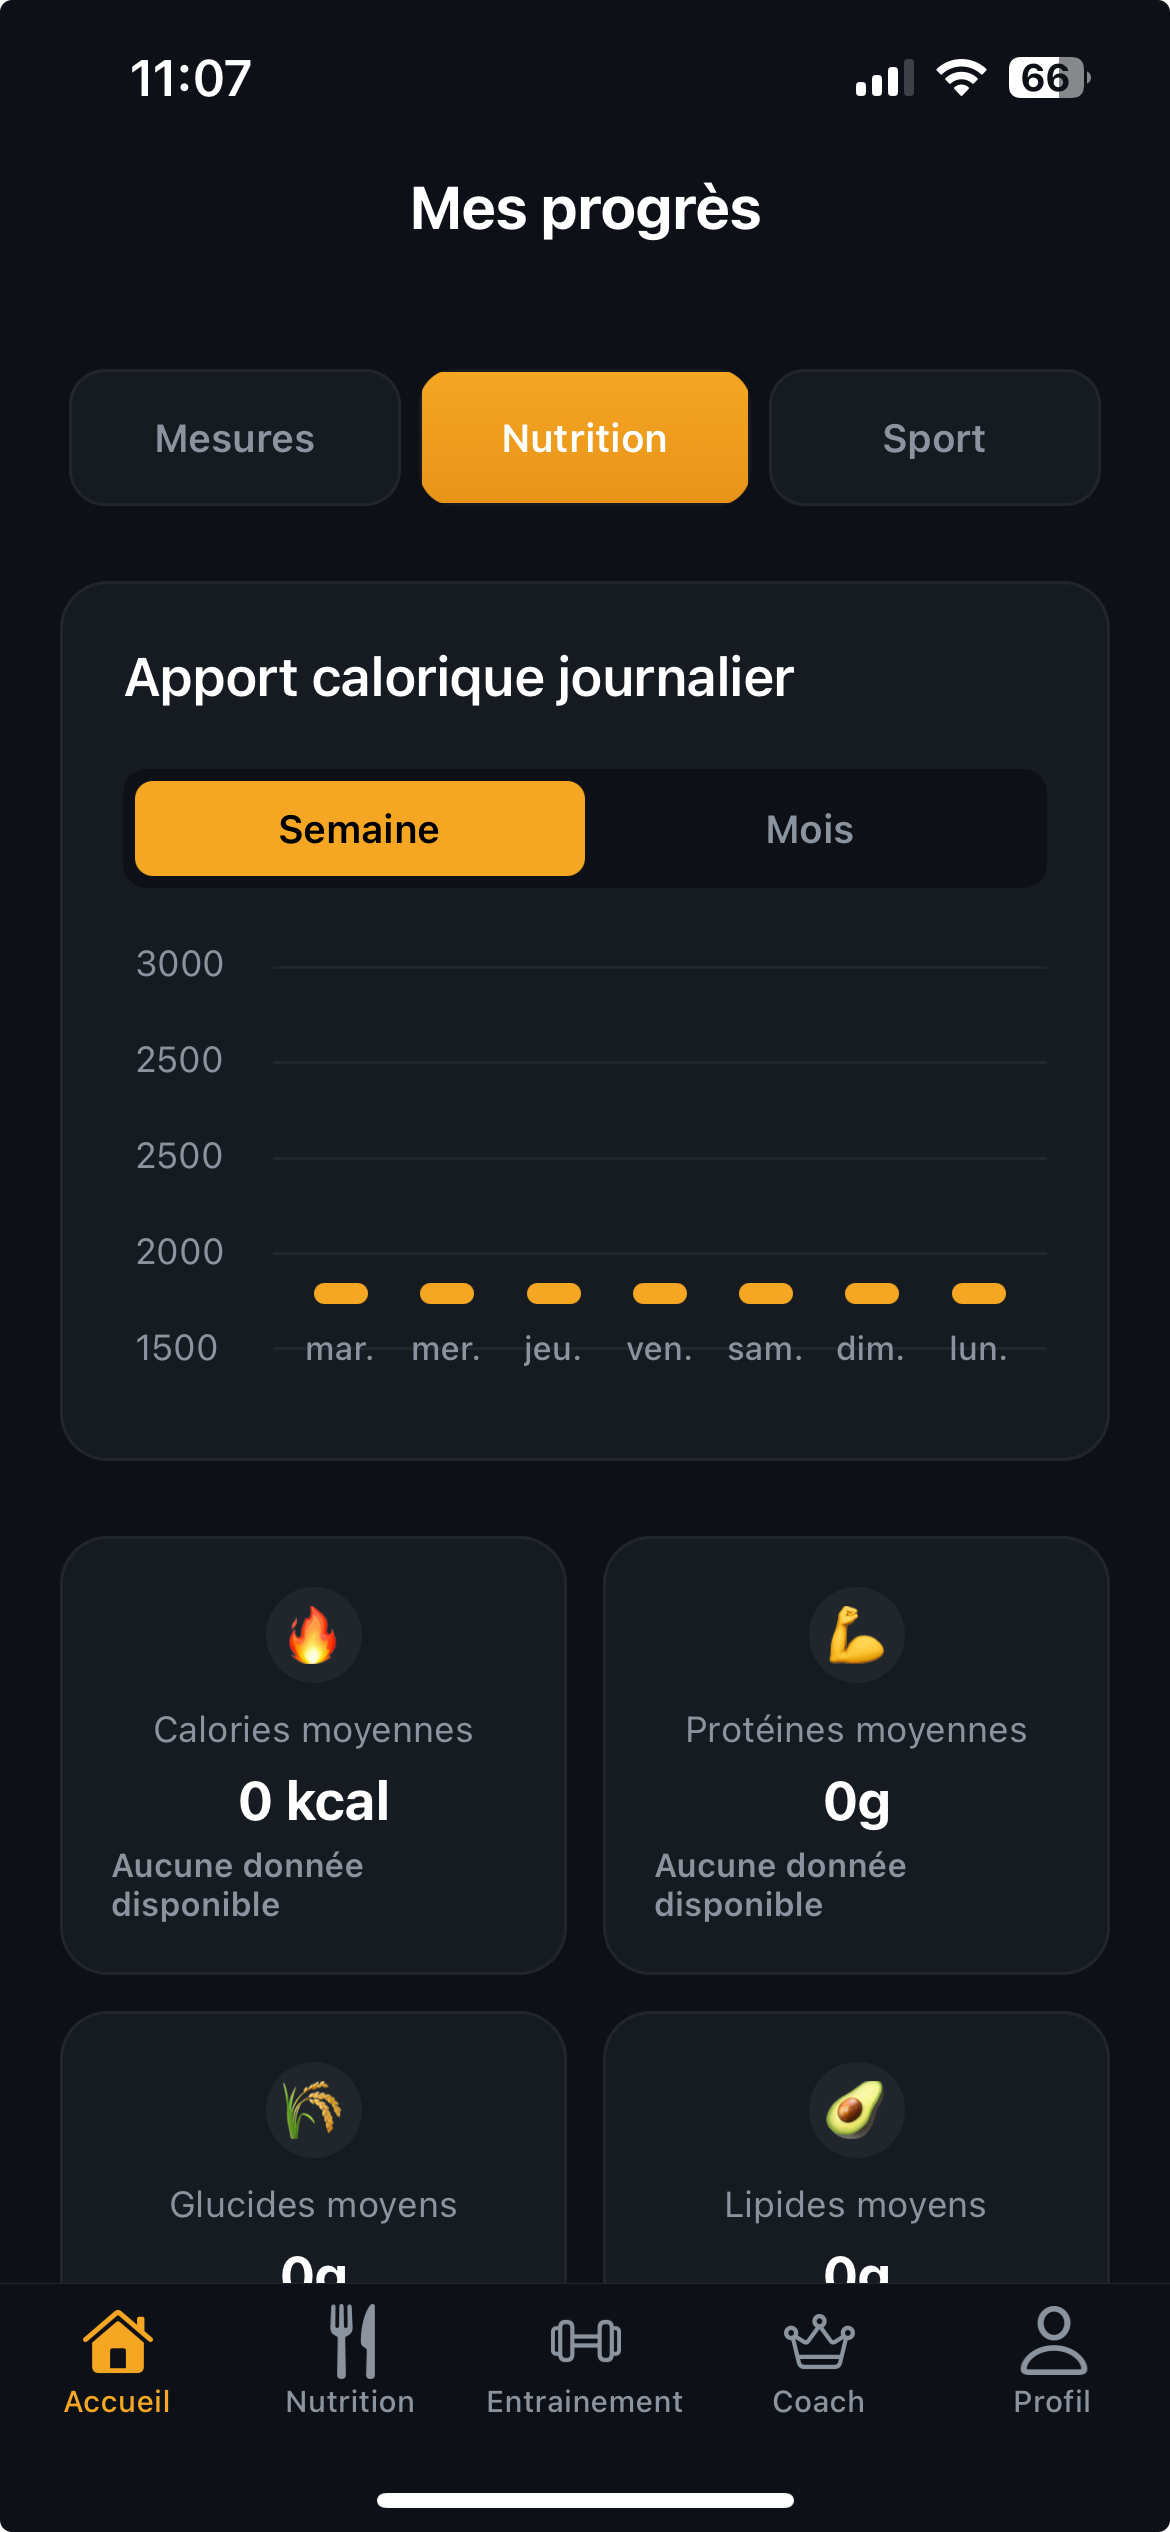 11:07
66
Mes progrès
Mesures
Nutrition
Sport
Apport calorique journalier
Semaine
Mois
3000
2500
2500
2000
1500
mar. mer. jeu. ven. sam. dim. lun.
Calories moyennes
0 kcal
Aucune donnée
disponible
Protéines moyennes
0g
Aucune donnée
disponible
Glucides moyens
0g
Lipides moyens
0g
Accueil
Nutrition
Entrainement
Coach
Profil